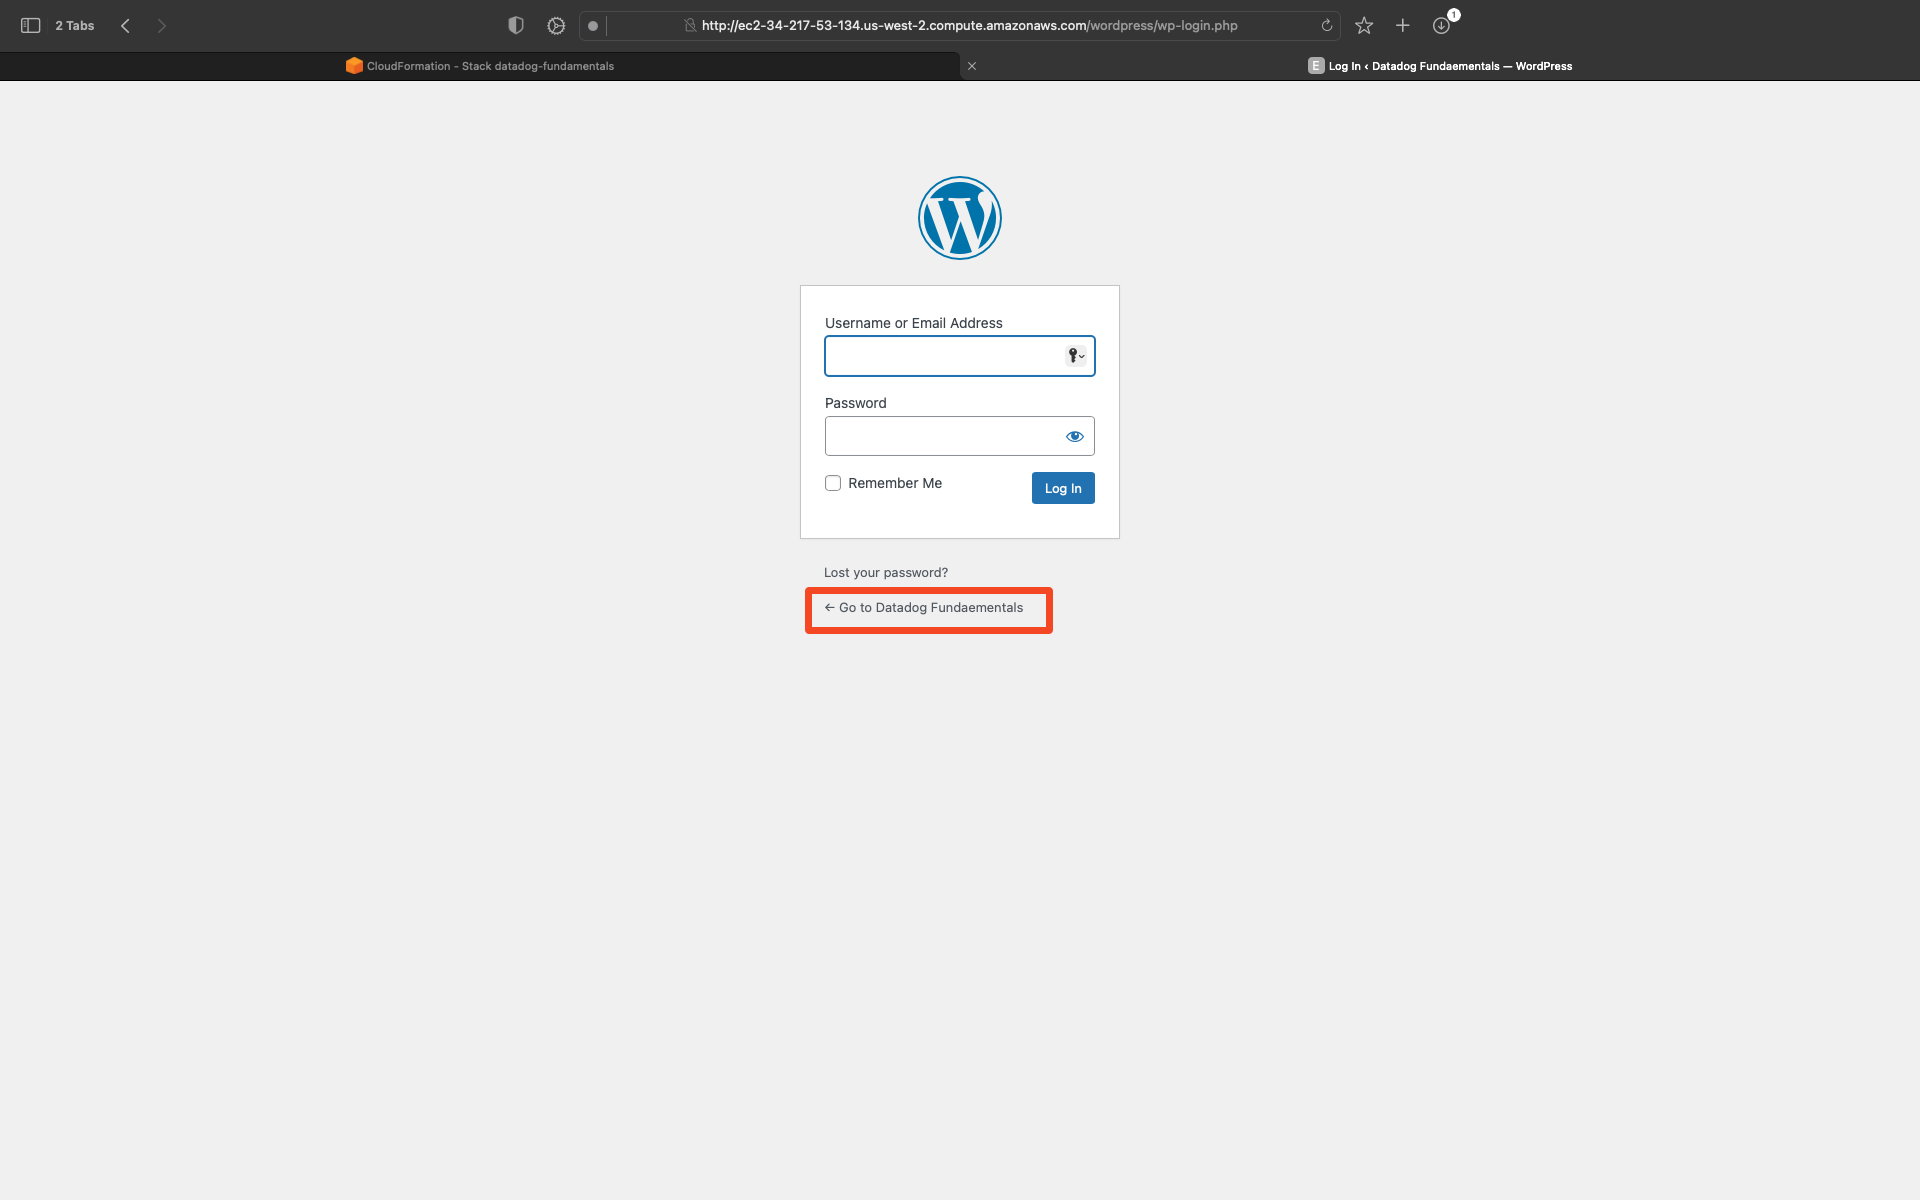 2 Tabs
http://ec2-34-217-53-134.us-west-2.compute.amazonaws.com/wordpress/wp-login.php
1
CloudFormation - Stack datadog-fundamentals
E Log In ‹ Datadog Fundaementals — WordPress
Username or Email Address
Password
Remember Me
Log In
Lost your password?
← Go to Datadog Fundaementals